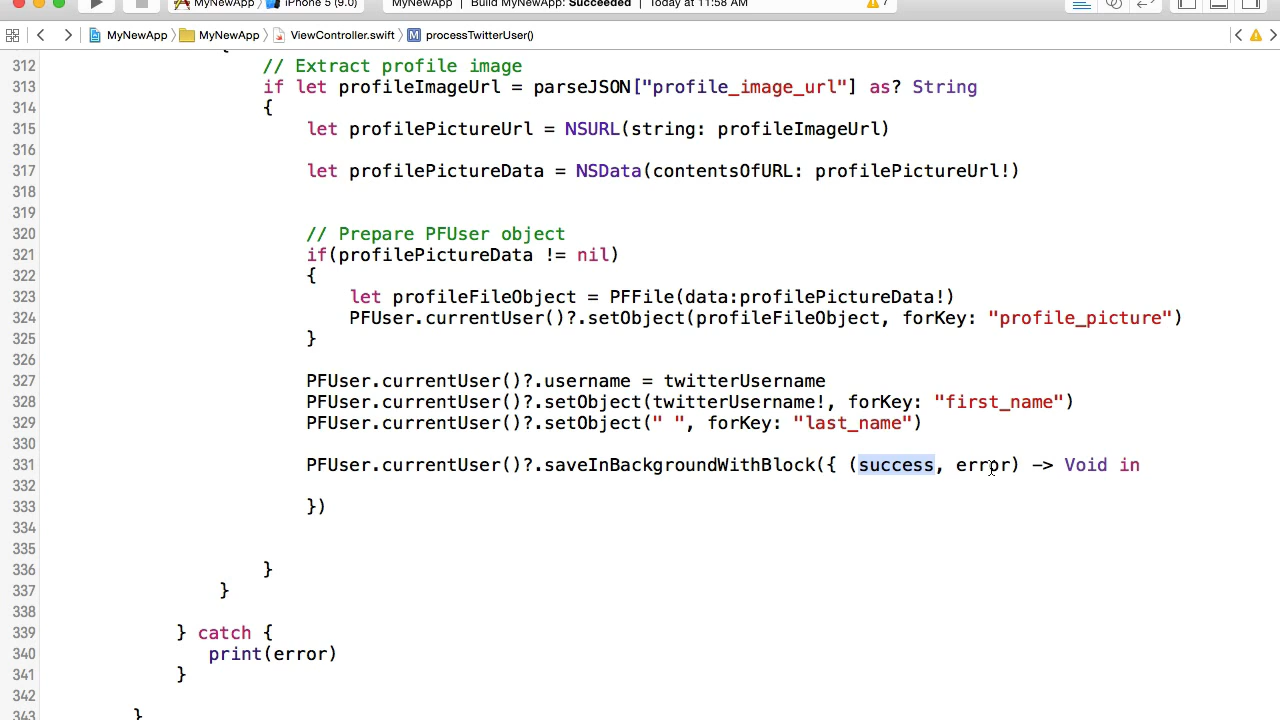 MyNewApp iPhone 5 (9.0) MyNewApp | Build MyNewApp: Succeeded | Today at 11:58 AM 7
MyNewApp MyNewApp ViewController.swift M processTwitterUser()
312 // Extract profile image
313 if let profileImageUrl = parseJSON["profile_image_url"] as? String
314 {
315 let profilePictureUrl = NSURL(string: profileImageUrl)
316
317 let profilePictureData = NSData(contentsOfURL: profilePictureUrl!)
318
319
320 // Prepare PFUser object
321 if(profilePictureData != nil)
322 {
323 let profileFileObject = PFFile(data:profilePictureData!)
324 PFUser.currentUser()?.setObject(profileFileObject, forKey: "profile_picture")
325 }
326
327 PFUser.currentUser()?.username = twitterUsername
328 PFUser.currentUser()?.setObject(twitterUsername!, forKey: "first_name")
329 PFUser.currentUser()?.setObject(" ", forKey: "last_name")
330
331 PFUser.currentUser()?.saveInBackgroundWithBlock({ (success, error) -> Void in
332
333 })
334
335
336 }
337 }
338
339 } catch {
340 print(error)
341 }
342
343 }